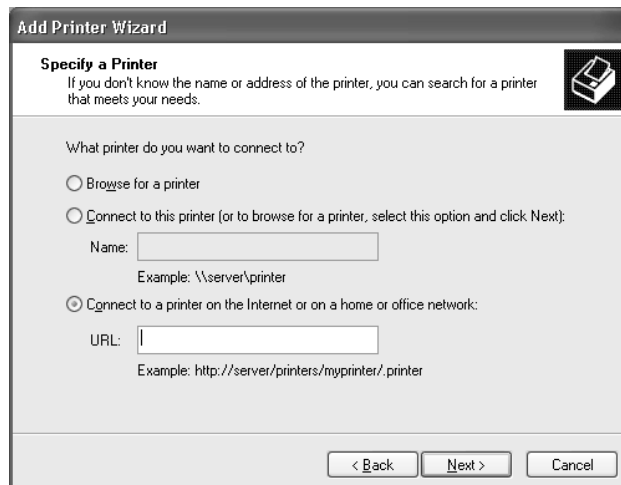 Add Printer Wizard
Specify a Printer
If you don't know the name or address of the printer, you can search for a printer
that meets your needs.
What printer do you want to connect to?
Browse for a printer
Connect to this printer (or to browse for a printer, select this option and click Next):
Name:
Example: \\server\printer
Connect to a printer on the Internet or on a home or office network:
URL:
Example: http://server/printers/myprinter/.printer
< Back Next > Cancel